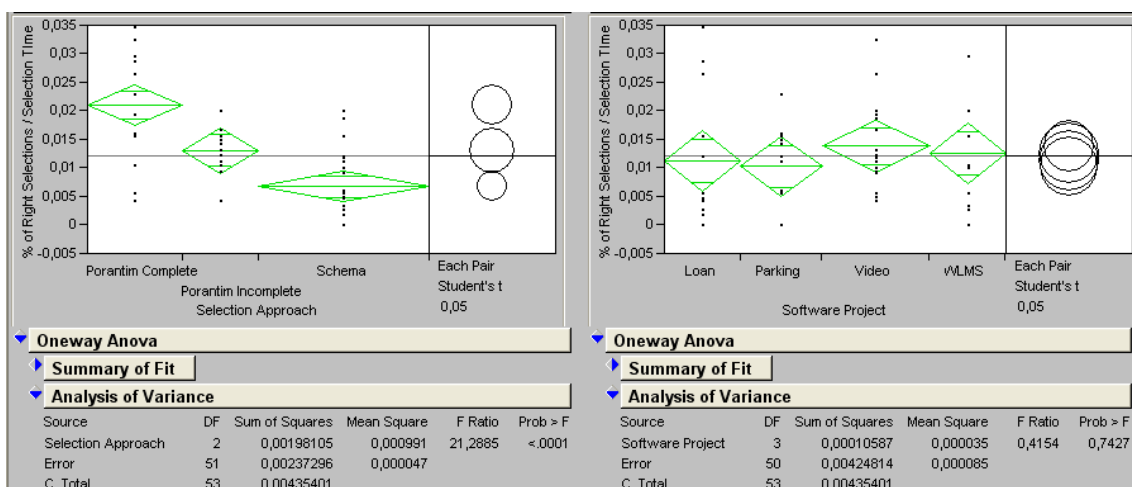 % of Right Selections / Selection TIme
0,035
0,03
0,025
0,02
0,015
0,01
0,005
0
-0,005
Porantim Complete
Schema
Porantim Incomplete
Selection Approach
Each Pair
Student's t
0,05
Oneway Anova
Summary of Fit
Analysis of Variance
Source DF Sum of Squares Mean Square F Ratio Prob > F
Selection Approach 2 0,00198105 0,000991 21,2885 <.0001
Error 51 0,00237296 0,000047
C. Total 53 0,00435401
% of Right Selections / Selection TIme
0,035
0,03
0,025
0,02
0,015
0,01
0,005
0
-0,005
Loan Parking Video WLMS
Software Project
Each Pair
Student's t
0,05
Oneway Anova
Summary of Fit
Analysis of Variance
Source DF Sum of Squares Mean Square F Ratio Prob > F
Software Project 3 0,00010587 0,000035 0,4154 0,7427
Error 50 0,00424814 0,000085
C. Total 53 0,00435401